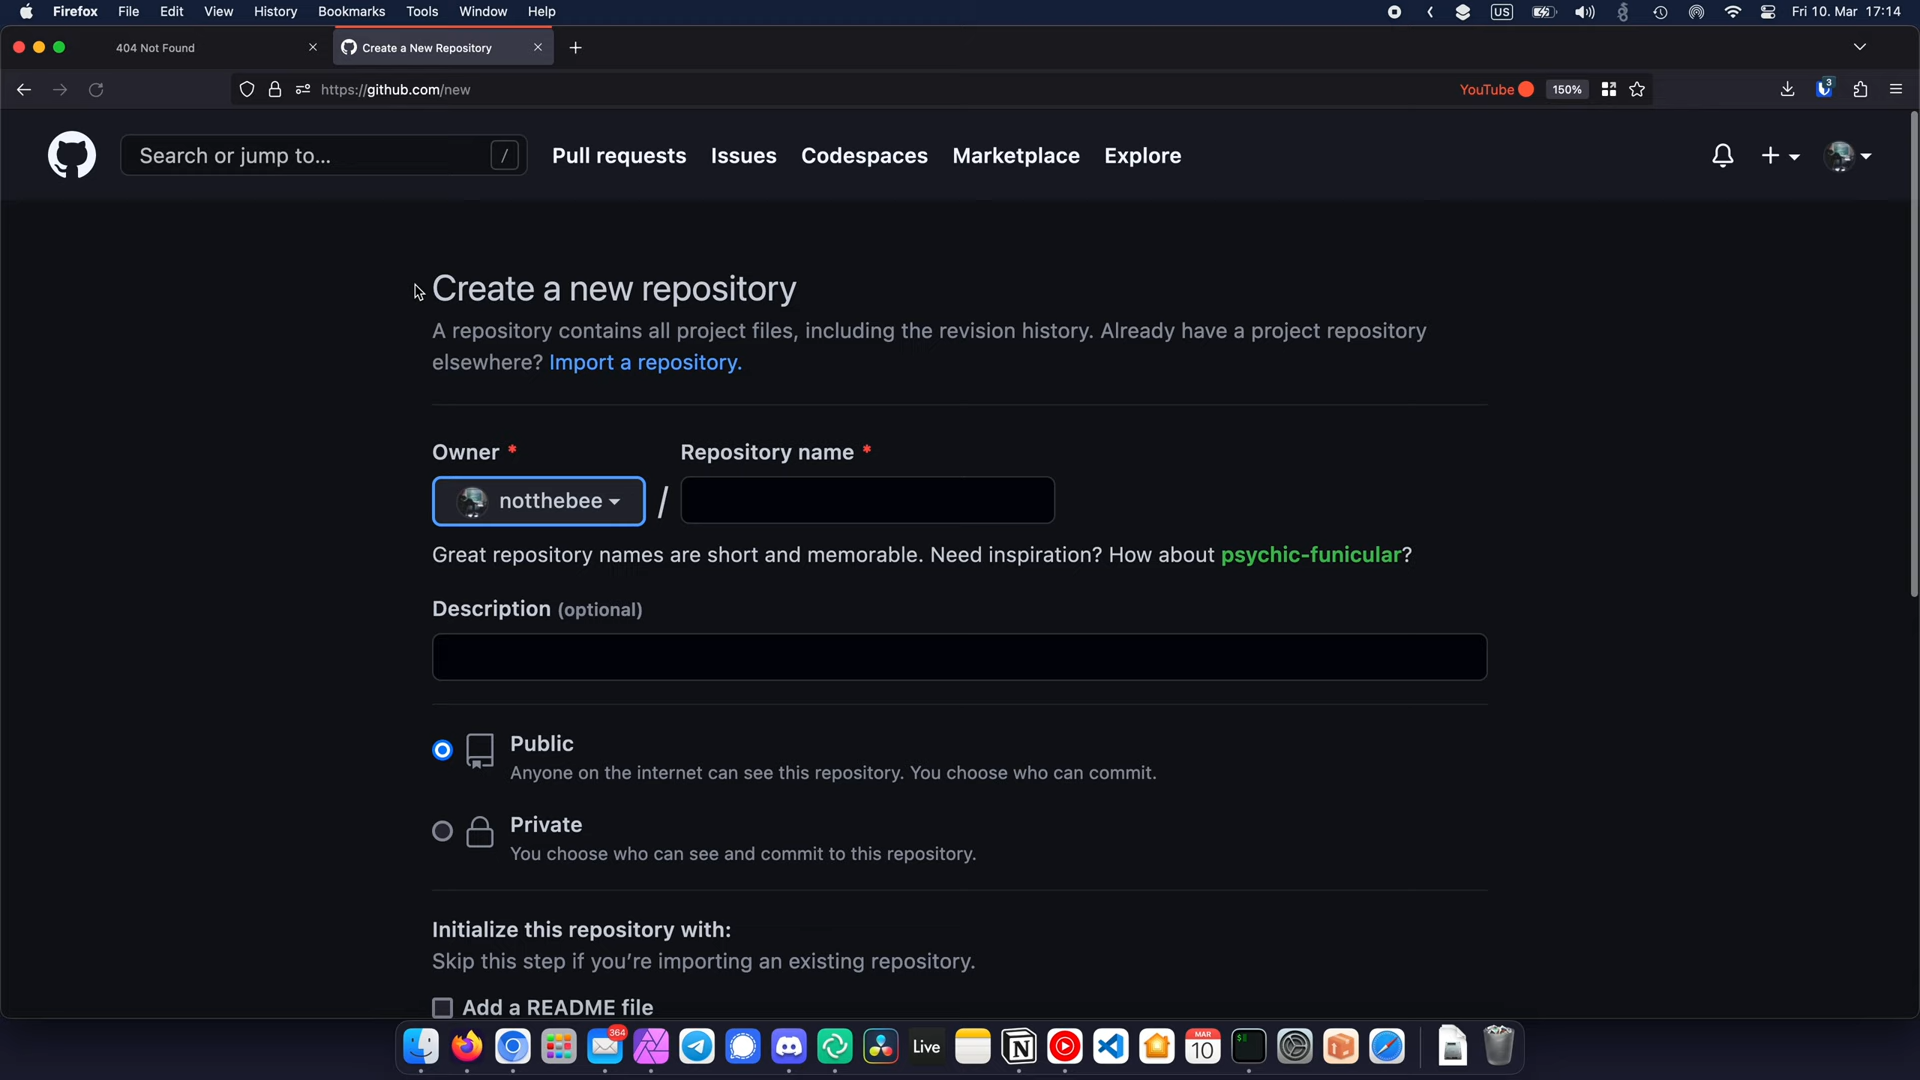 Firefox File Edit View History Bookmarks Tools Window Help US Fri 10. Mar 17:14
404 Not Found Create a New Repository
https://github.com/new YouTube 150% 3
Search or jump to... / Pull requests Issues Codespaces Marketplace Explore
Create a new repository
A repository contains all project files, including the revision history. Already have a project repository
elsewhere? Import a repository.
Owner * Repository name *
notthebee /
Great repository names are short and memorable. Need inspiration? How about psychic-funicular?
Description (optional)
Public
Anyone on the internet can see this repository. You choose who can commit.
Private
You choose who can see and commit to this repository.
Initialize this repository with:
Skip this step if you're importing an existing repository.
Add a README file
364
Live
MAR
10
$